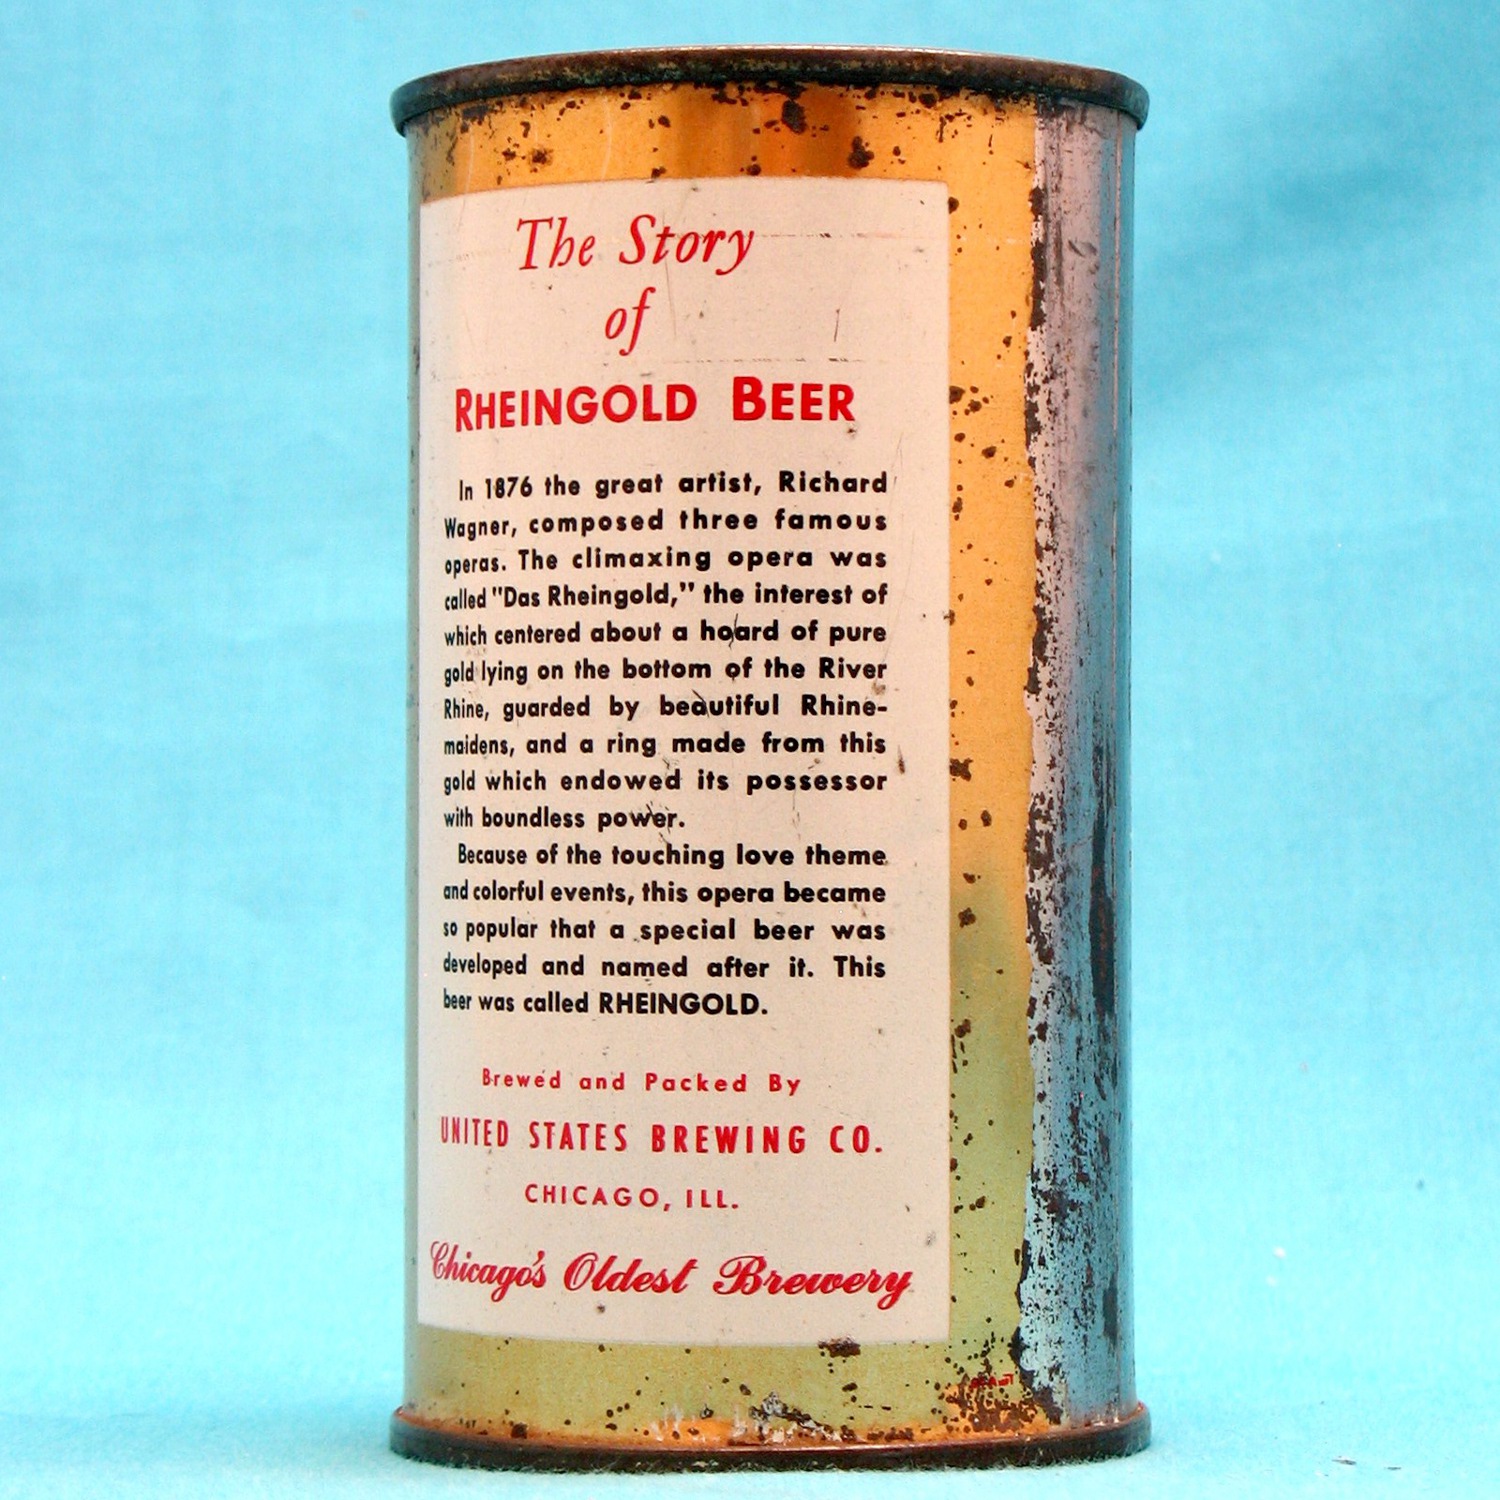 The Story
of
RHEINGOLD BEER
In 1876 the great artist, Richard
Wagner, composed three famous
operas. The climaxing opera was
called "Das Rheingold," the interest of
which centered about a hoard of pure
gold lying on the bottom of the River
Rhine, guarded by beautiful Rhine-
maidens, and a ring made from this
gold which endowed its possessor
with boundless power.
Because of the touching love theme
and colorful events, this opera became
so popular that a special beer was
developed and named after it. This
beer was called RHEINGOLD.
Brewed and Packed By
UNITED STATES BREWING CO.
CHICAGO, ILL.
Chicago's Oldest Brewery